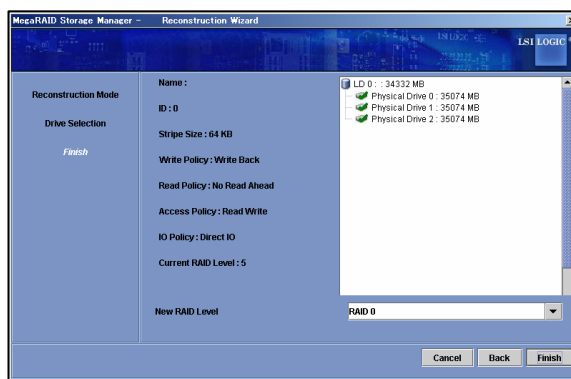 MegaRAID Storage Manager - Reconstruction Wizard
LSI LOGIC
Reconstruction Mode
Drive Selection
Finish
Name :
ID : 0
Stripe Size : 64 KB
Write Policy : Write Back
Read Policy : No Read Ahead
Access Policy : Read Write
IO Policy : Direct IO
Current RAID Level : 5
LD 0 : : 34332 MB
Physical Drive 0 : 35074 MB
Physical Drive 1 : 35074 MB
Physical Drive 2 : 35074 MB
New RAID Level
RAID 0
Cancel Back Finish